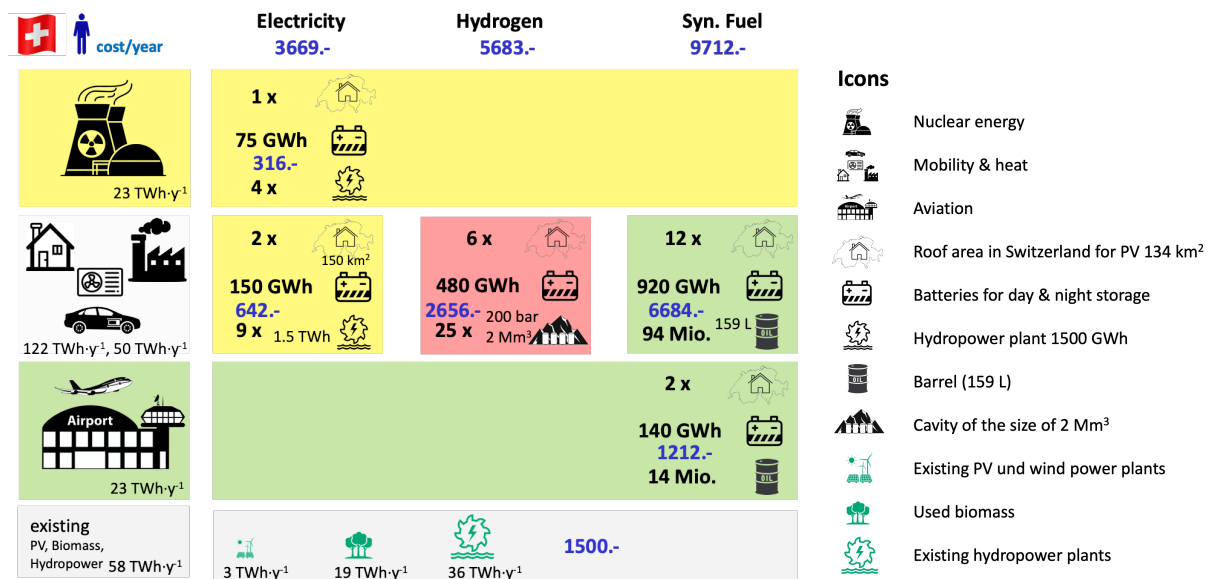 Electricity Hydrogen Syn. Fuel
cost/year 3669.- 5683.- 9712.-
Icons
1 x
75 GWh
316.-
4 x
23 TWh·y⁻¹
Nuclear energy
Mobility & heat
Aviation
2 x
150 km²
150 GWh
642.-
9 x 1.5 TWh
6 x
480 GWh
2656.- 200 bar
25 x 2 Mm³
12 x
920 GWh
6684.- 159 L
94 Mio.
OIL
122 TWh·y⁻¹, 50 TWh·y⁻¹
Roof area in Switzerland for PV 134 km²
Batteries for day & night storage
Hydropower plant 1500 GWh
Airport
23 TWh·y⁻¹
2 x
140 GWh
1212.-
14 Mio.
OIL
OIL
Barrel (159 L)
Cavity of the size of 2 Mm³
Existing PV und wind power plants
existing
PV, Biomass,
Hydropower 58 TWh·y⁻¹
3 TWh·y⁻¹ 19 TWh·y⁻¹ 36 TWh·y⁻¹ 1500.-
Used biomass
Existing hydropower plants